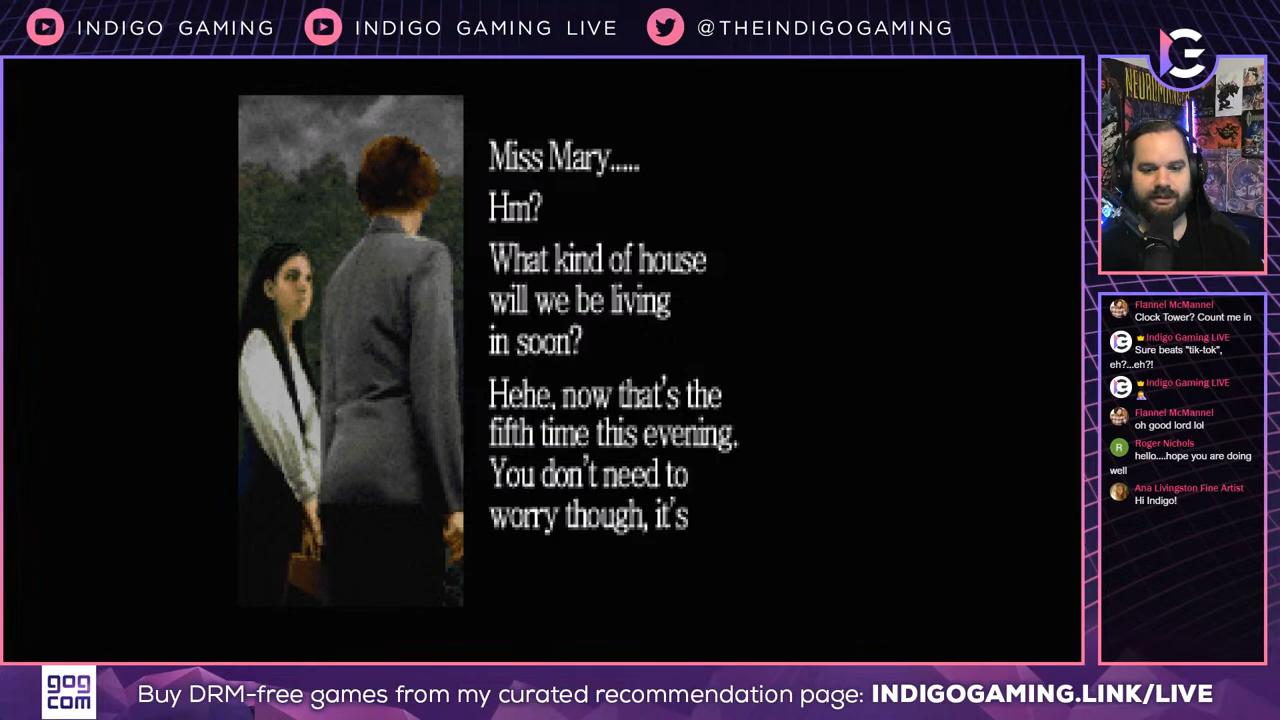 INDIGO GAMING
INDIGO GAMING LIVE
@THEINDIGOGAMING
Miss Mary.....
Hm?
What kind of house
will we be living
in soon?
Hehe, now that's the
fifth time this evening.
You don't need to
worry though, it's
Flannel McMannel
Clock Tower? Count me in
Indigo Gaming LIVE
Sure beats "tik-tok",
eh?...eh?!
Indigo Gaming LIVE
Flannel McMannel
oh good lord lol
R
Roger Nichols
hello....hope you are doing
well
Ana Livingston Fine Artist
Hi Indigo!
gog
com
Buy DRM-free games from my curated recommendation page: INDIGOGAMING.LINK/LIVE